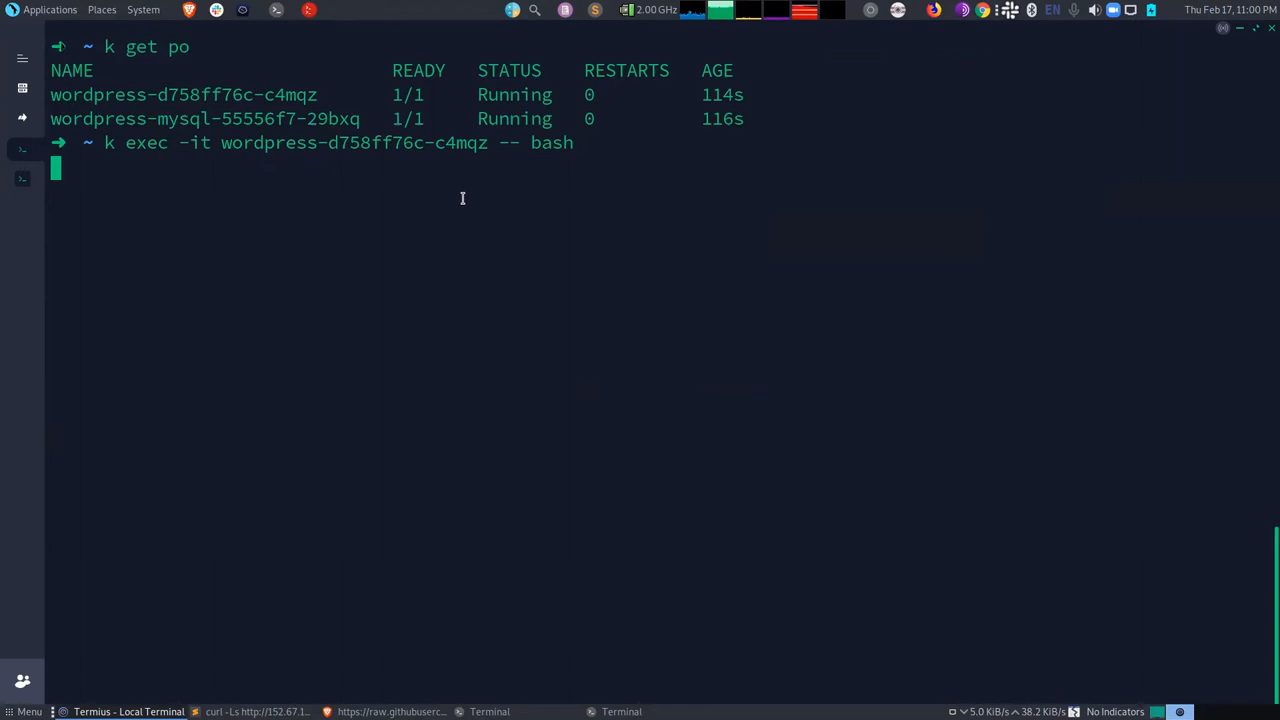 Applications Places System 2.00 GHz EN Thu Feb 17, 11:00 PM
~ k get po
NAME READY STATUS RESTARTS AGE
wordpress-d758ff76c-c4mqz 1/1 Running 0 114s
wordpress-mysql-55556f7-29bxq 1/1 Running 0 116s
~ k exec -it wordpress-d758ff76c-c4mqz -- bash
Menu Termius - Local Terminal curl -Ls http://152.67.1... https://raw.githubuserc... Terminal Terminal 5.0 KiB/s 38.2 KiB/s No Indicators